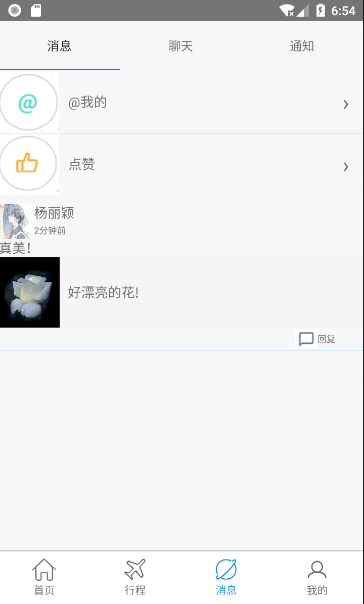 6:54
消息 聊天 通知
@
@我的 ›
点赞 ›
杨丽颖
2分钟前
真美!
好漂亮的花!
回复
首页 行程 消息 我的